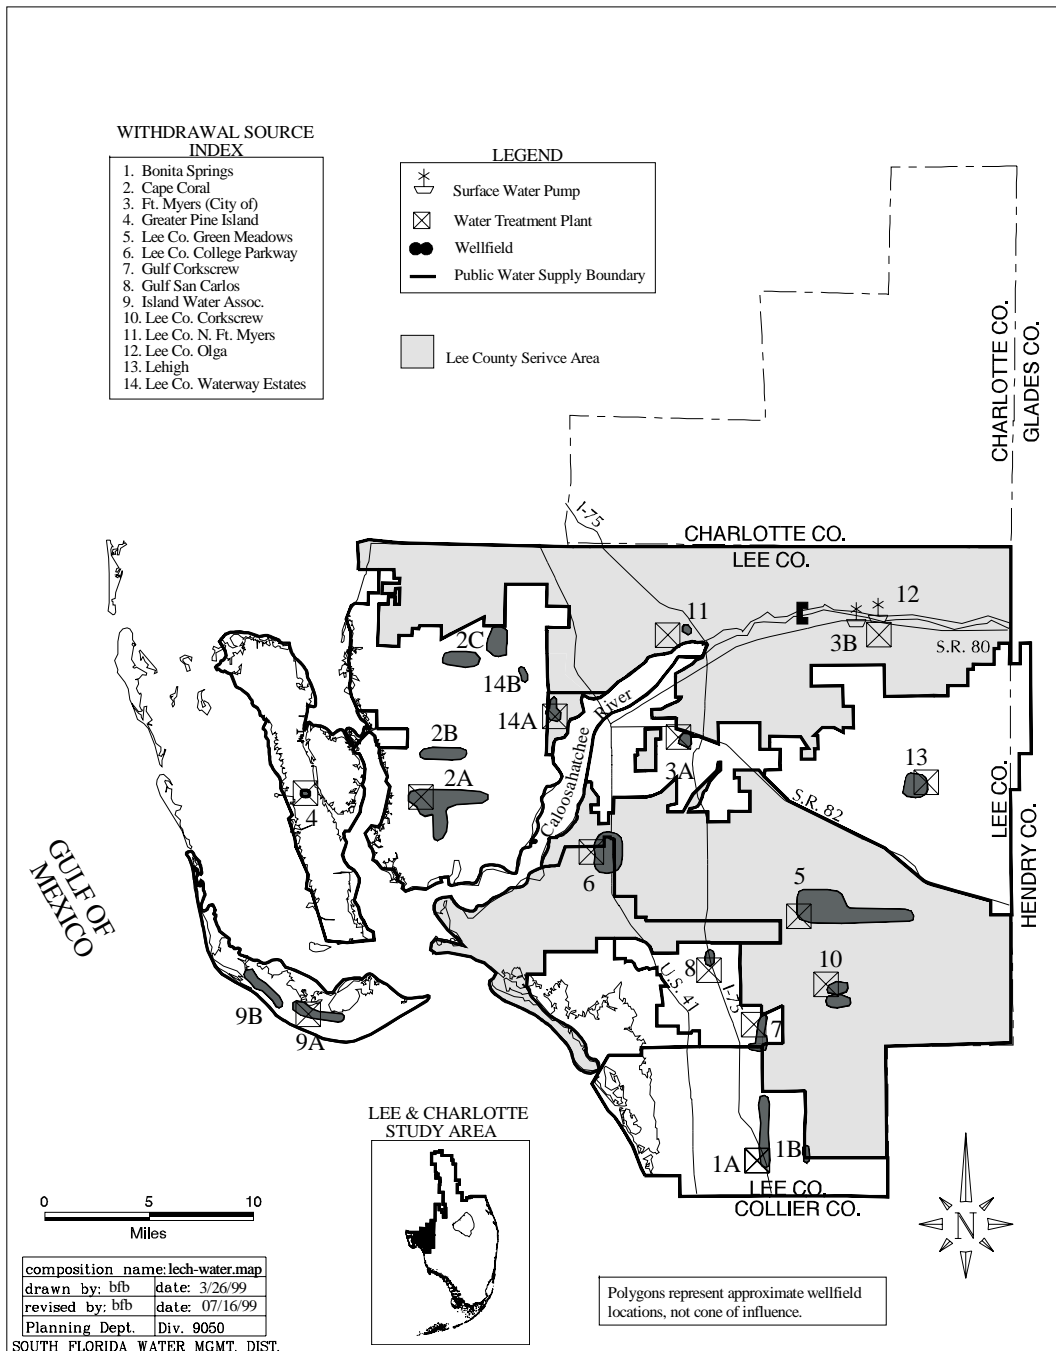 WITHDRAWAL SOURCE
INDEX
1. Bonita Springs
2. Cape Coral
3. Ft. Myers (City of)
4. Greater Pine Island
5. Lee Co. Green Meadows
6. Lee Co. College Parkway
7. Gulf Corkscrew
8. Gulf San Carlos
9. Island Water Assoc.
10. Lee Co. Corkscrew
11. Lee Co. N. Ft. Myers
12. Lee Co. Olga
13. Lehigh
14. Lee Co. Waterway Estates
LEGEND
Surface Water Pump
Water Treatment Plant
Wellfield
Public Water Supply Boundary
Lee County Serivce Area
CHARLOTTE CO.
GLADES CO.
I-75
CHARLOTTE CO.
LEE CO.
12
11
3B
S.R. 80
2C
14B
14A
River
Caloosahatchee
2B
2A
3A
13
4
S.R. 82
LEE CO.
HENDRY CO.
GULF OF
MEXICO
6
5
8
10
U.S. 41
I-75
7
9B
9A
1A
1B
LEE CO.
COLLIER CO.
LEE & CHARLOTTE
STUDY AREA
0 5 10
Miles
N
composition name: lech-water.map
drawn by: bfb date: 3/26/99
revised by: bfb date: 07/16/99
Planning Dept. Div. 9050
SOUTH FLORIDA WATER MGMT. DIST.
Polygons represent approximate wellfield
locations, not cone of influence.